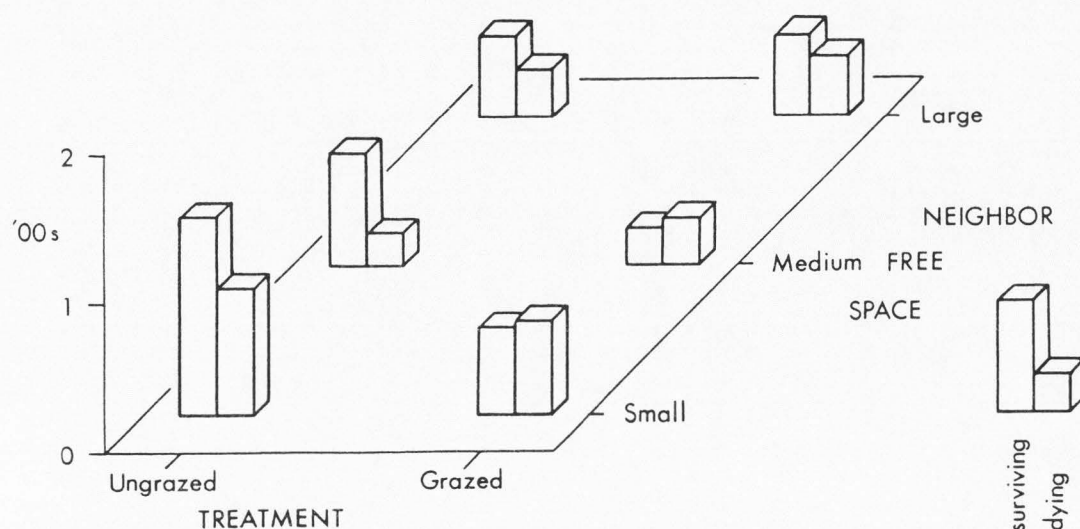 Large
2
'00s
NEIGHBOR
Medium FREE
1
SPACE
Small
0
Ungrazed
Grazed
TREATMENT
surviving
dying